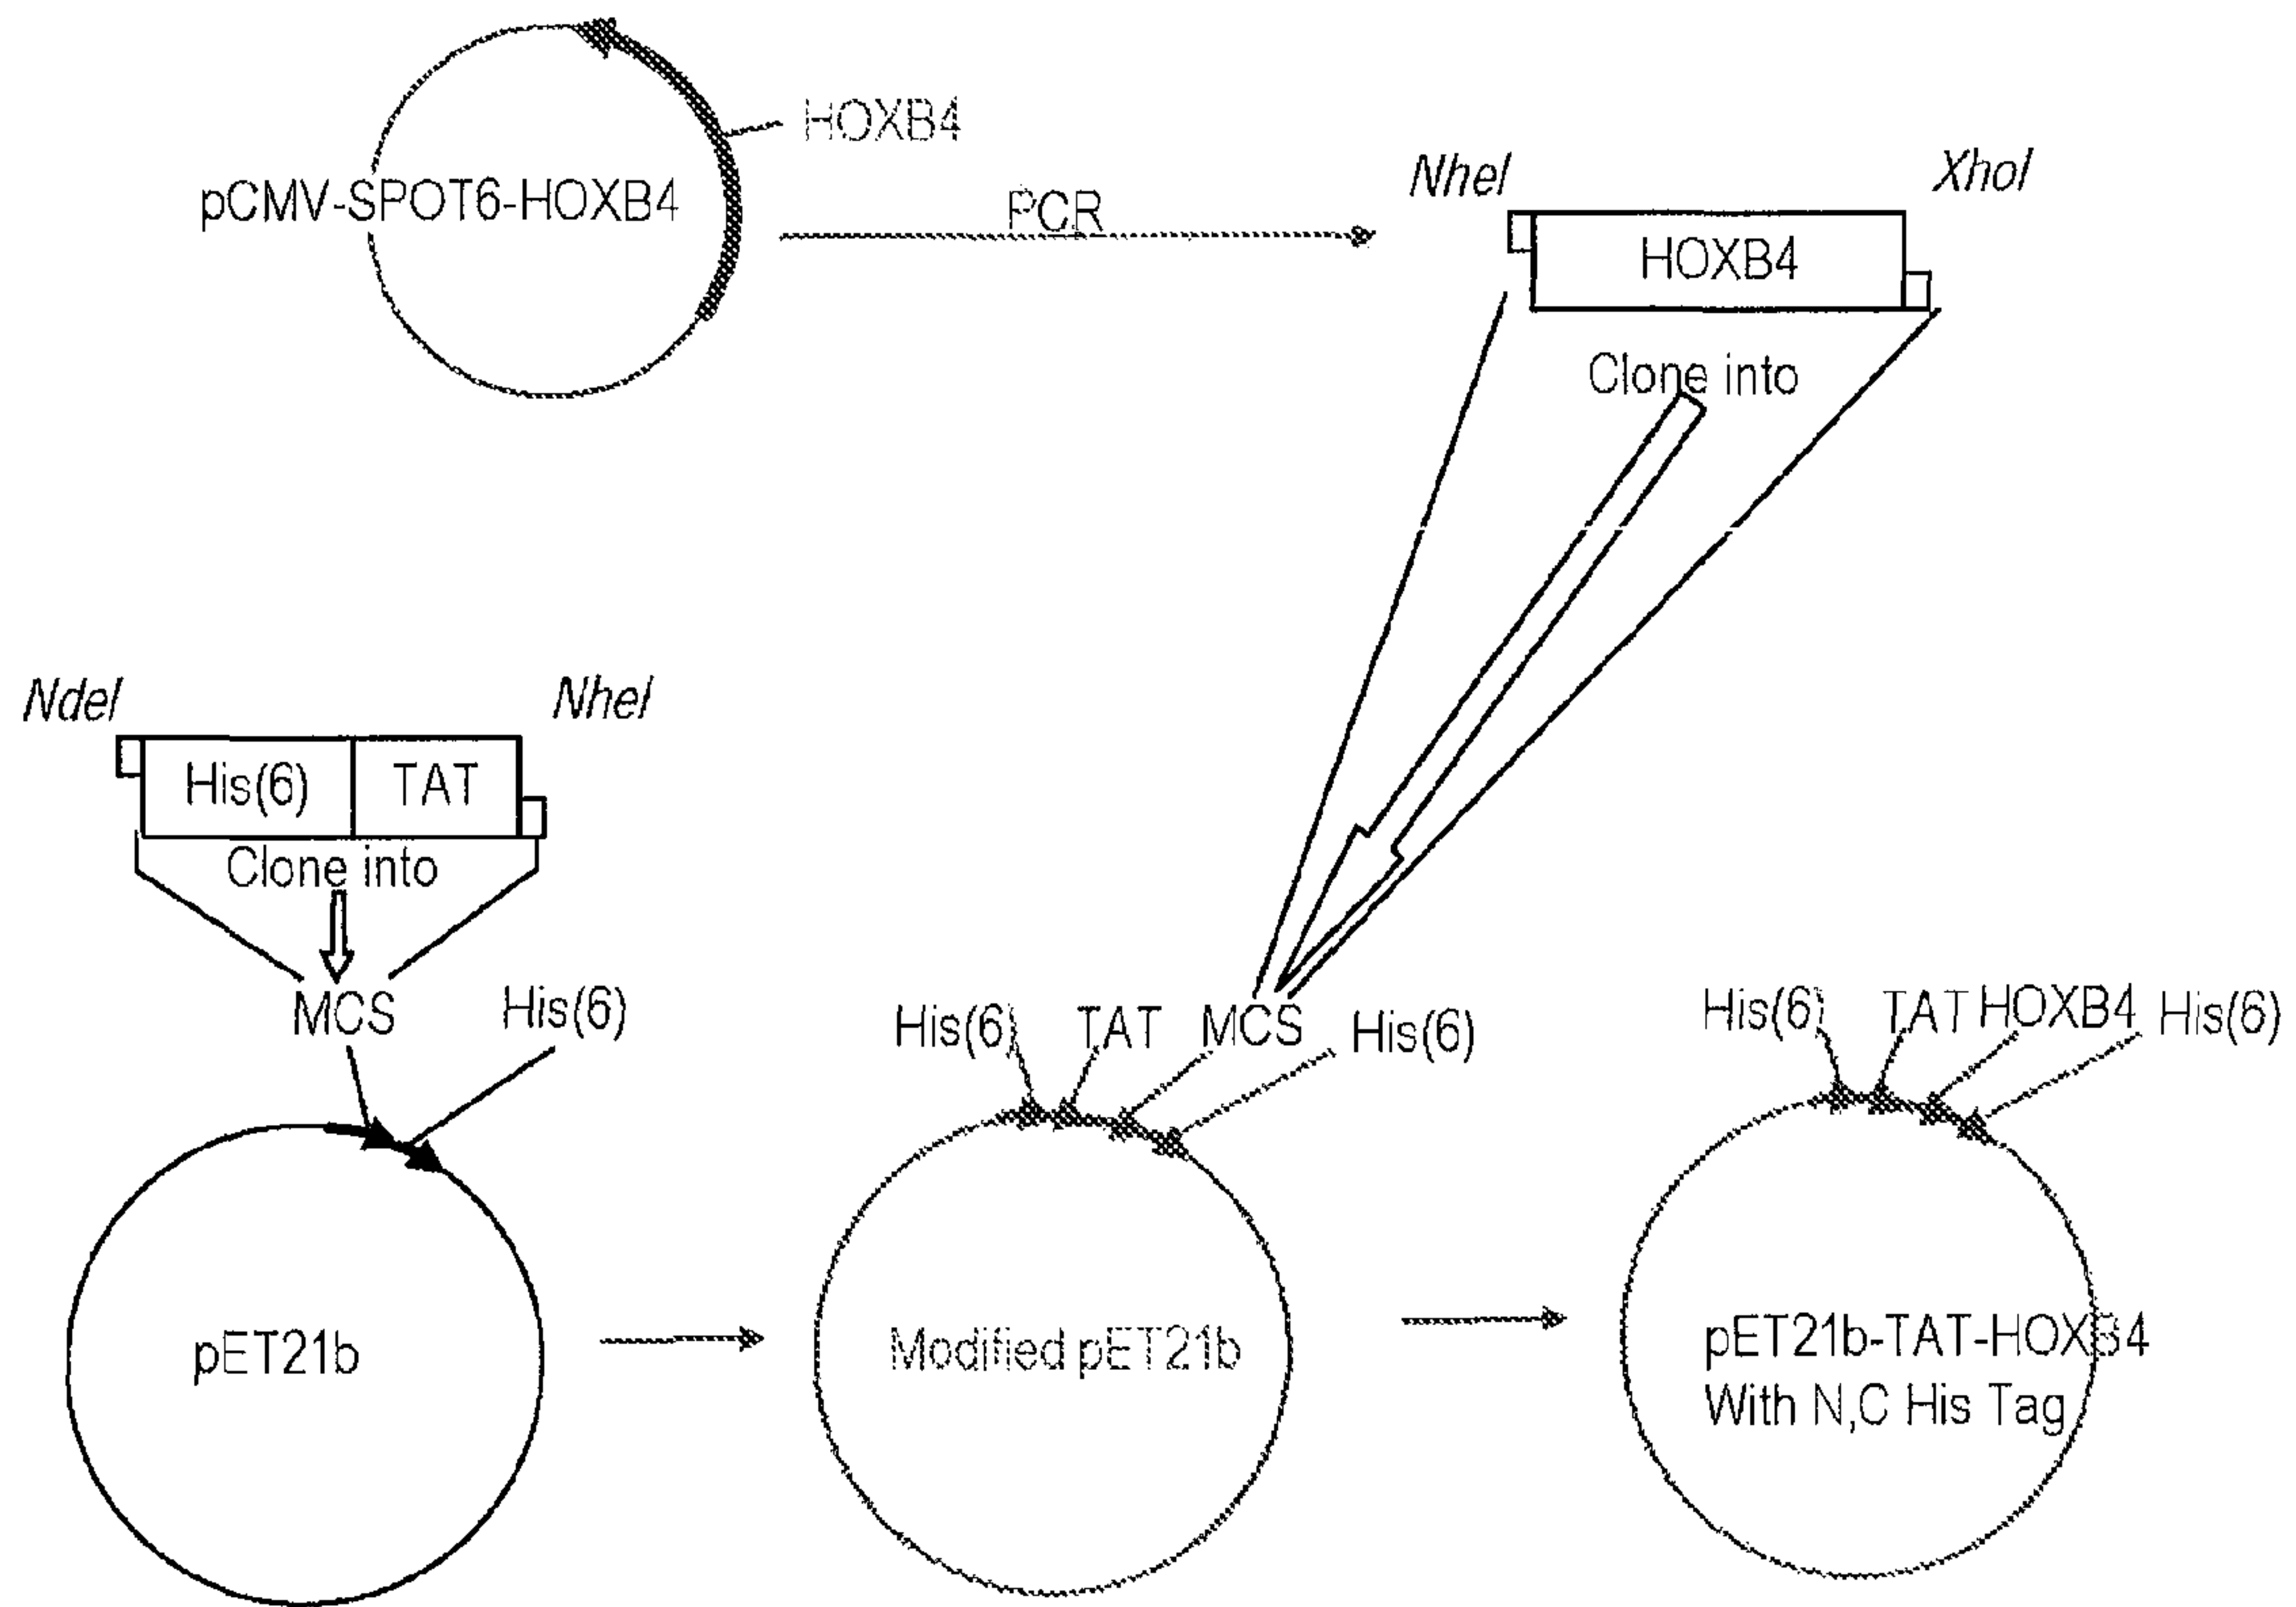 HOXB4
pCMV-SPOT6-HOXB4
PCR
NheI
XhoI
HOXB4
Clone into
NdeI
NheI
His(6)
TAT
Clone into
MCS
His(6)
His(6)
TAT
MCS
His(6)
His(6)
TAT
HOXB4
His(6)
pET21b
Modified pET21b
pET21b-TAT-HOXB4
With N,C His Tag